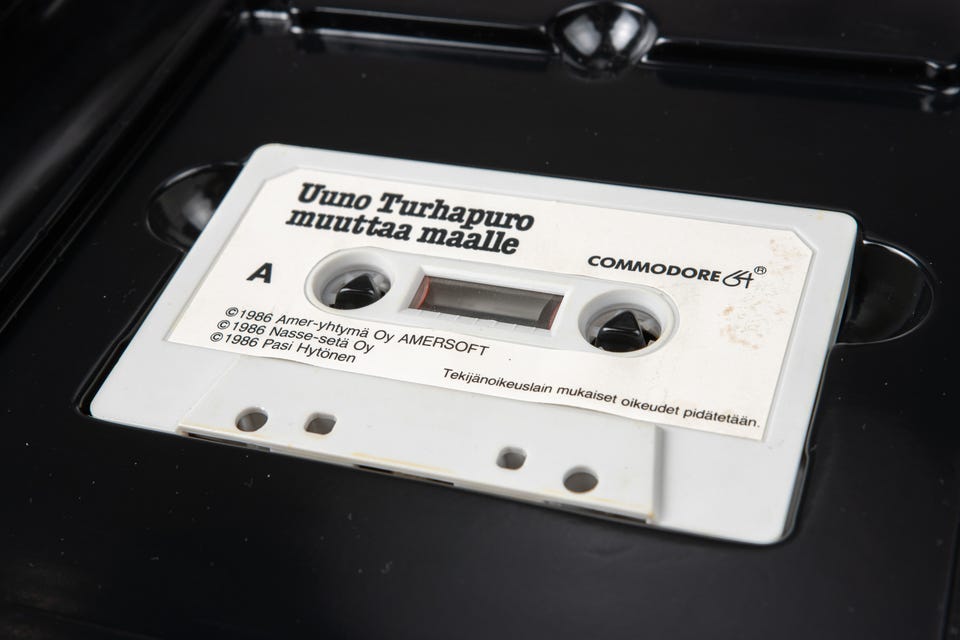 Uuno Turhapuro
muuttaa maalle
COMMODORE 64®
A
©1986 Amer-yhtymä Oy AMERSOFT
©1986 Nasse-setä Oy
©1986 Pasi Hytönen
Tekijänoikeuslain mukaiset oikeudet pidätetään.